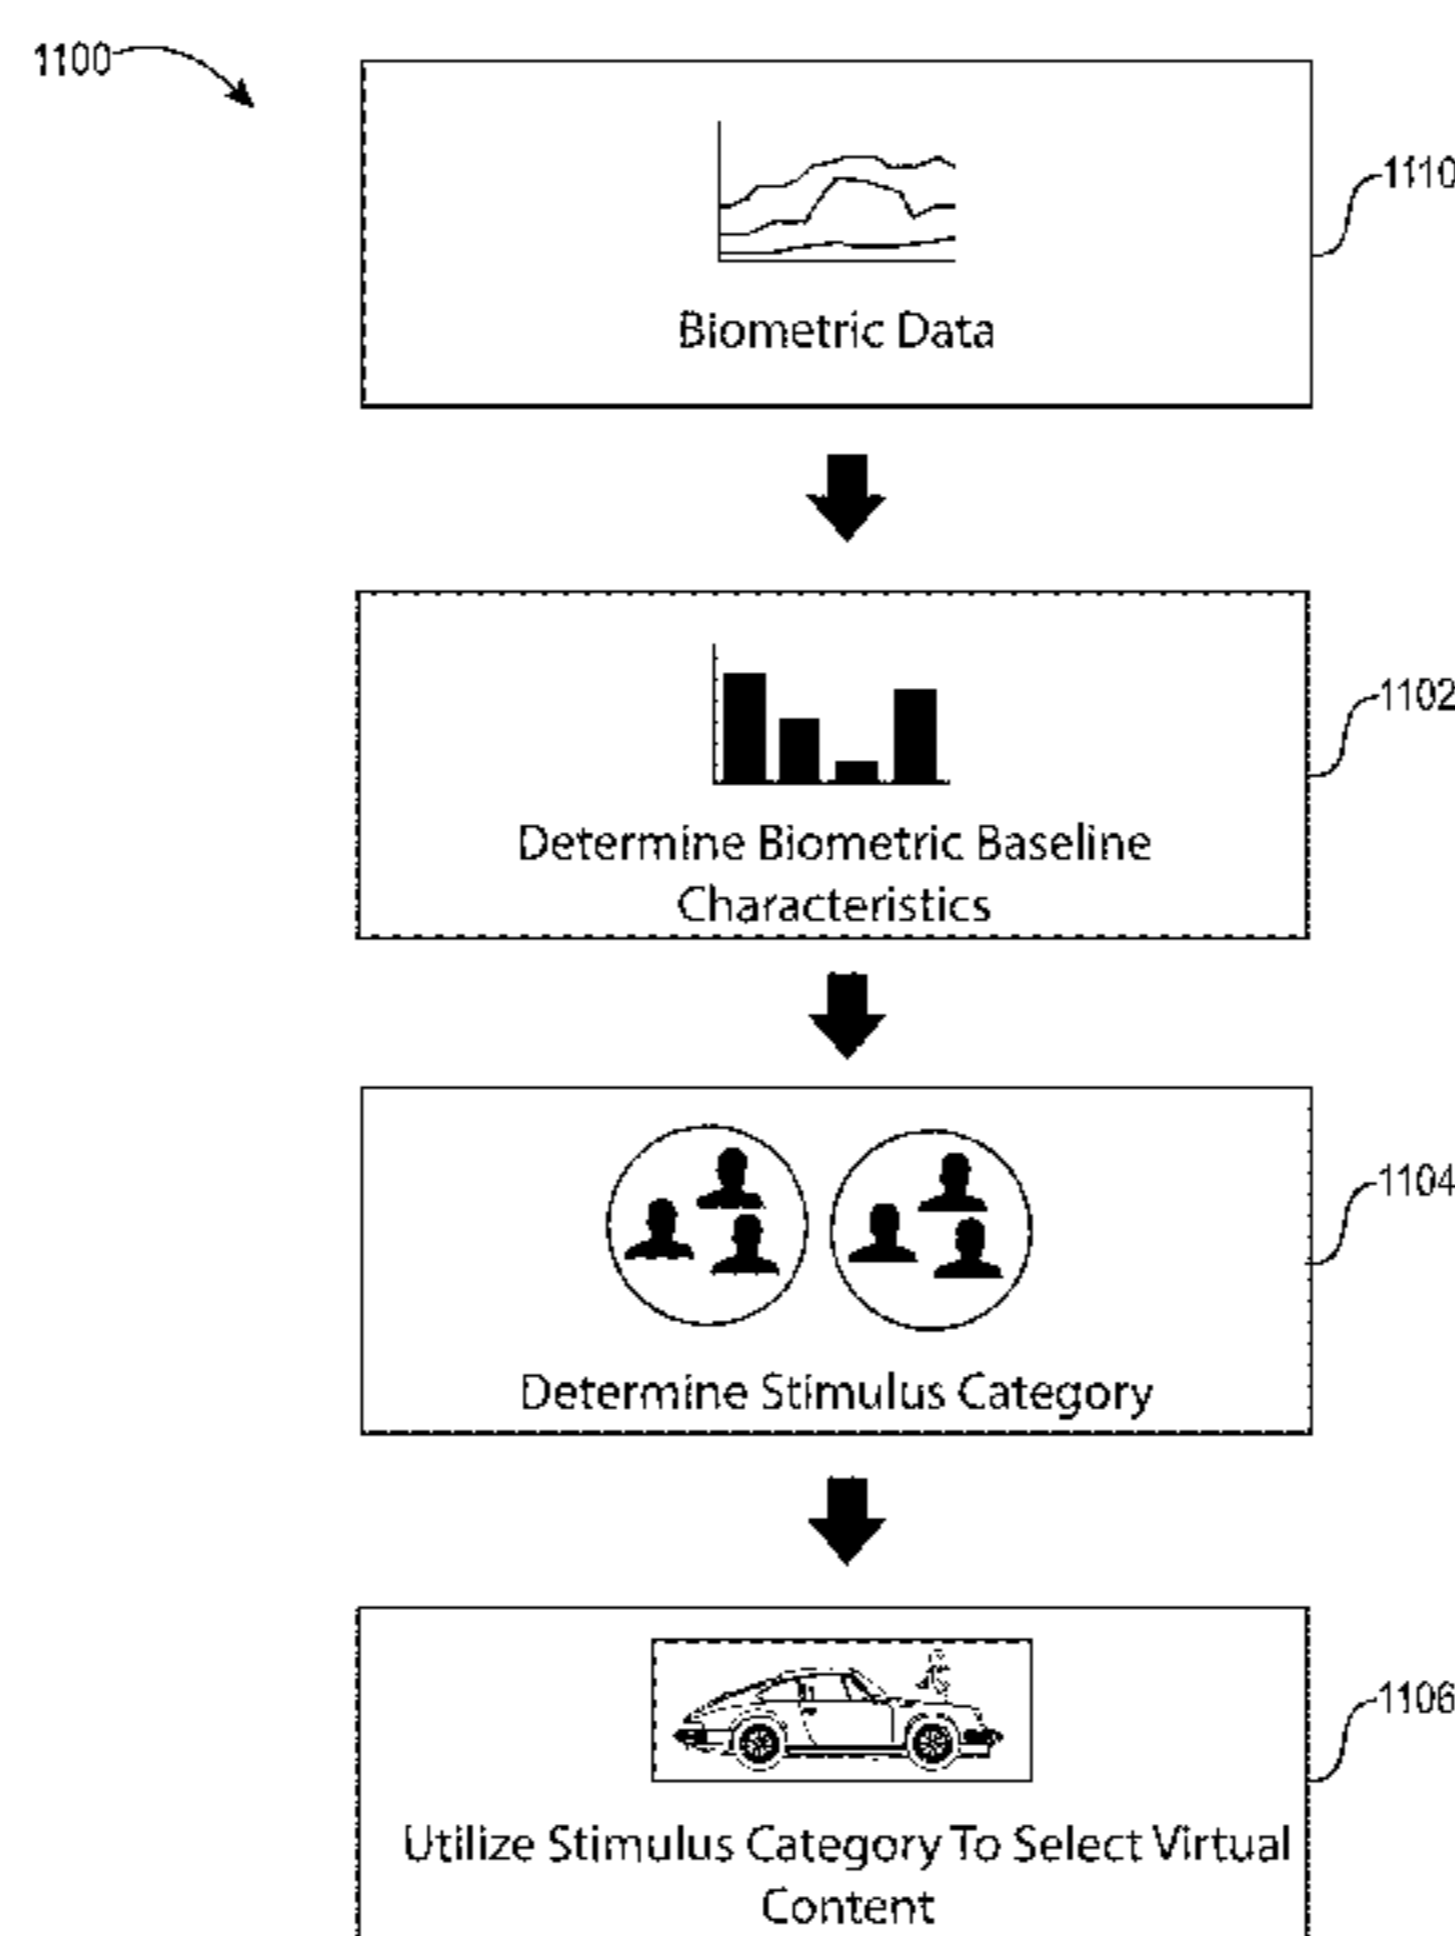 1100
1110
Biometric Data
1102
Determine Biometric Baseline
Characteristics
1104
Determine Stimulus Category
1106
Utilize Stimulus Category To Select Virtual
Content